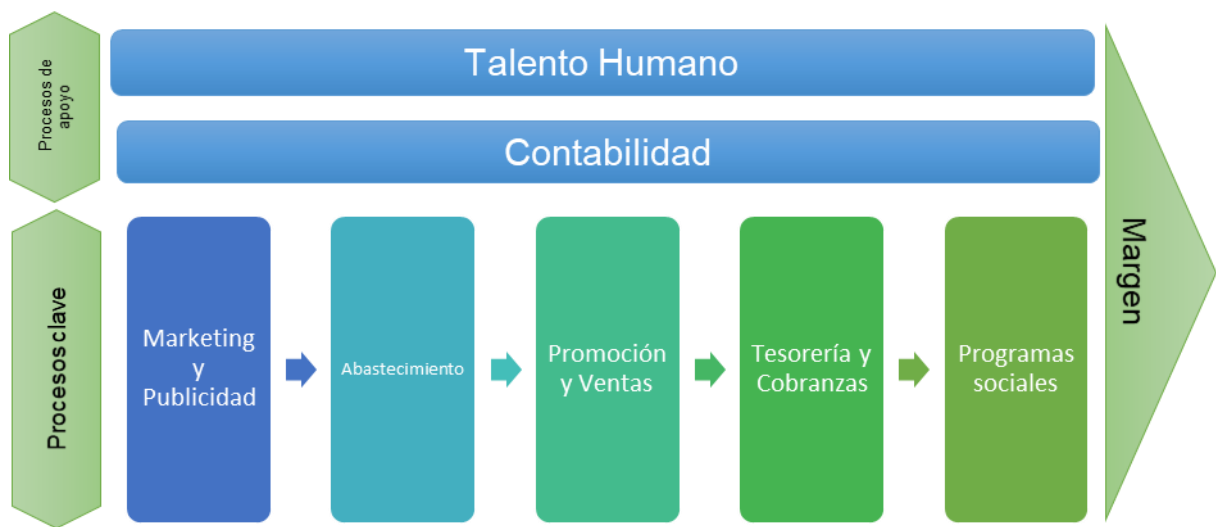 Procesos de
apoyo
Talento Humano
Contabilidad
Procesos clave
Marketing
y
Publicidad
Abastecimiento
Promoción
y Ventas
Tesorería y
Cobranzas
Programas
sociales
Margen